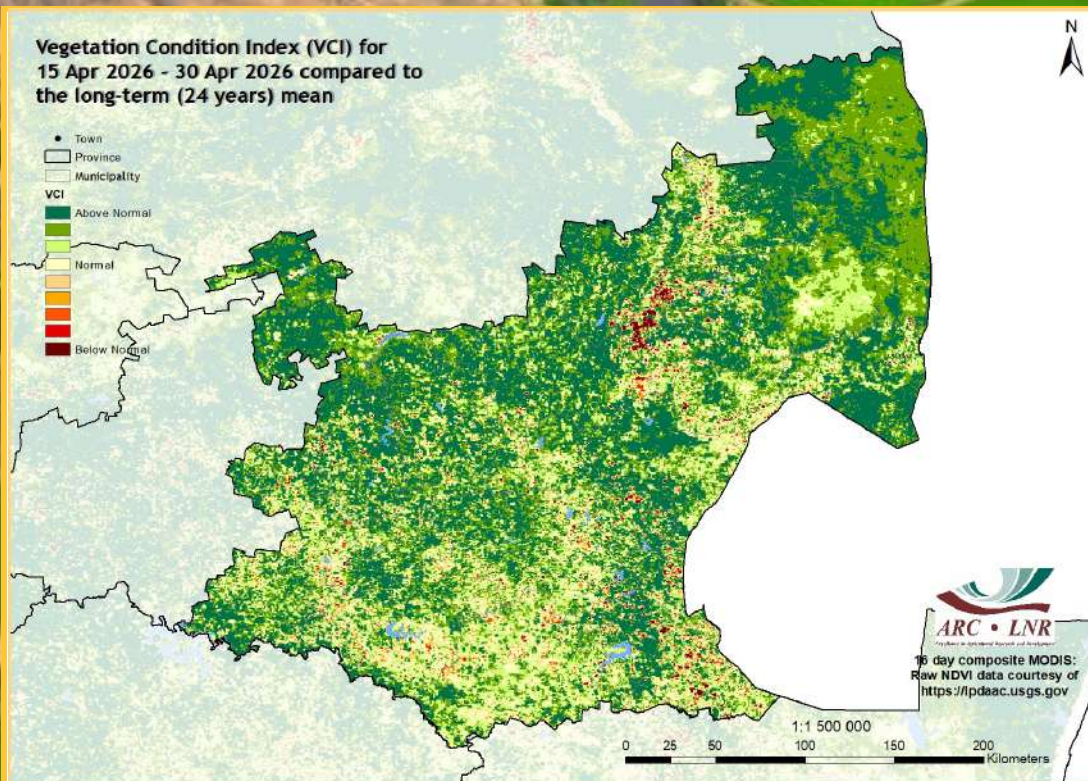 Vegetation Condition Index (VCI) for
15 Apr 2026 - 30 Apr 2026 compared to
the long-term (24 years) mean
N
Town
Province
Municipality
VCI
Above Normal
Normal
Below Normal
ARC • LNR
16 day composite MODIS:
Raw NDVI data courtesy of
https://lpdaac.usgs.gov
1:1 500 000
0 25 50 100 150 200
Kilometers